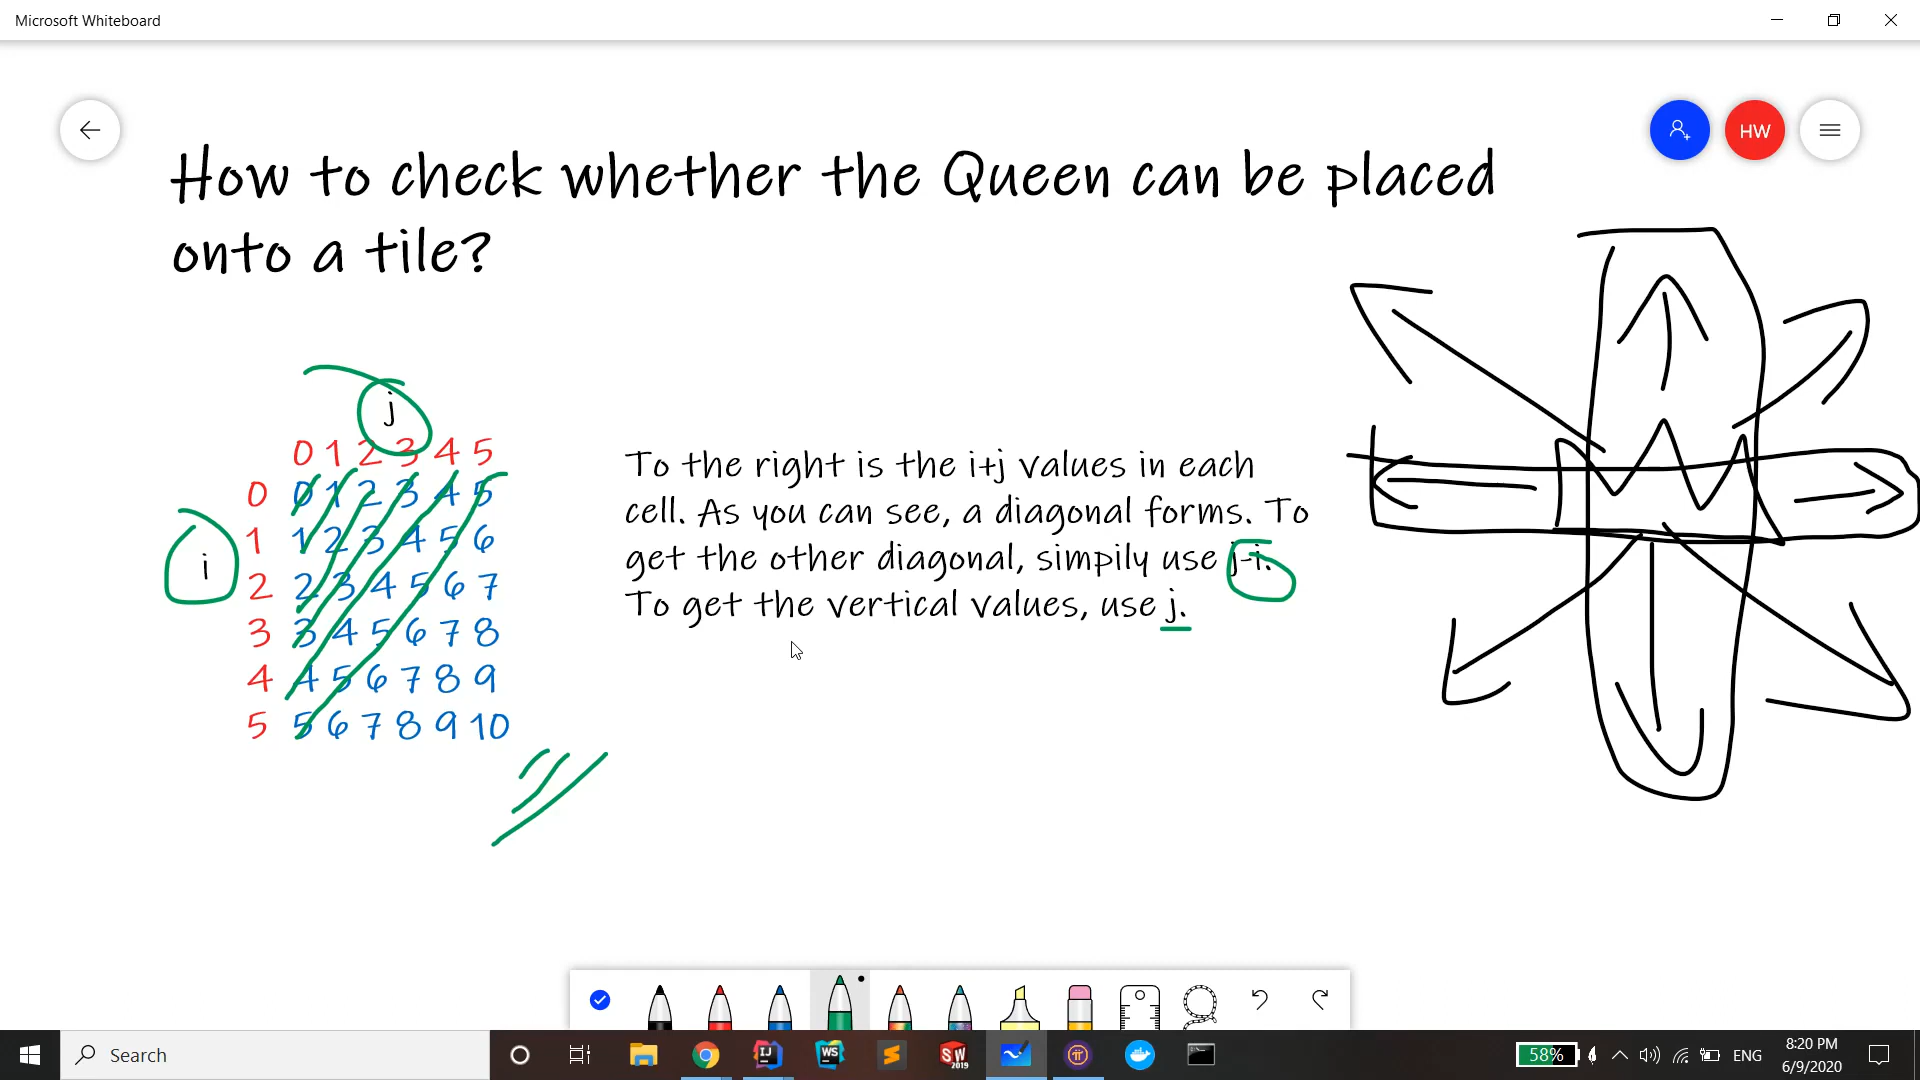 Microsoft Whiteboard
HW
How to check whether the Queen can be placed
onto a tile?
j
0 1 2 3 4 5
0 0 1 2 3 4 5
i
1 1 2 3 4 5 6
2 2 3 4 5 6 7
3 3 4 5 6 7 8
4 4 5 6 7 8 9
5 5 6 7 8 9 10
To the right is the i+j values in each
cell. As you can see, a diagonal forms. To
get the other diagonal, simpily use j-i.
To get the vertical values, use j.
Search
IJ
WS
SW
2019
58%
ENG
8:20 PM
6/9/2020